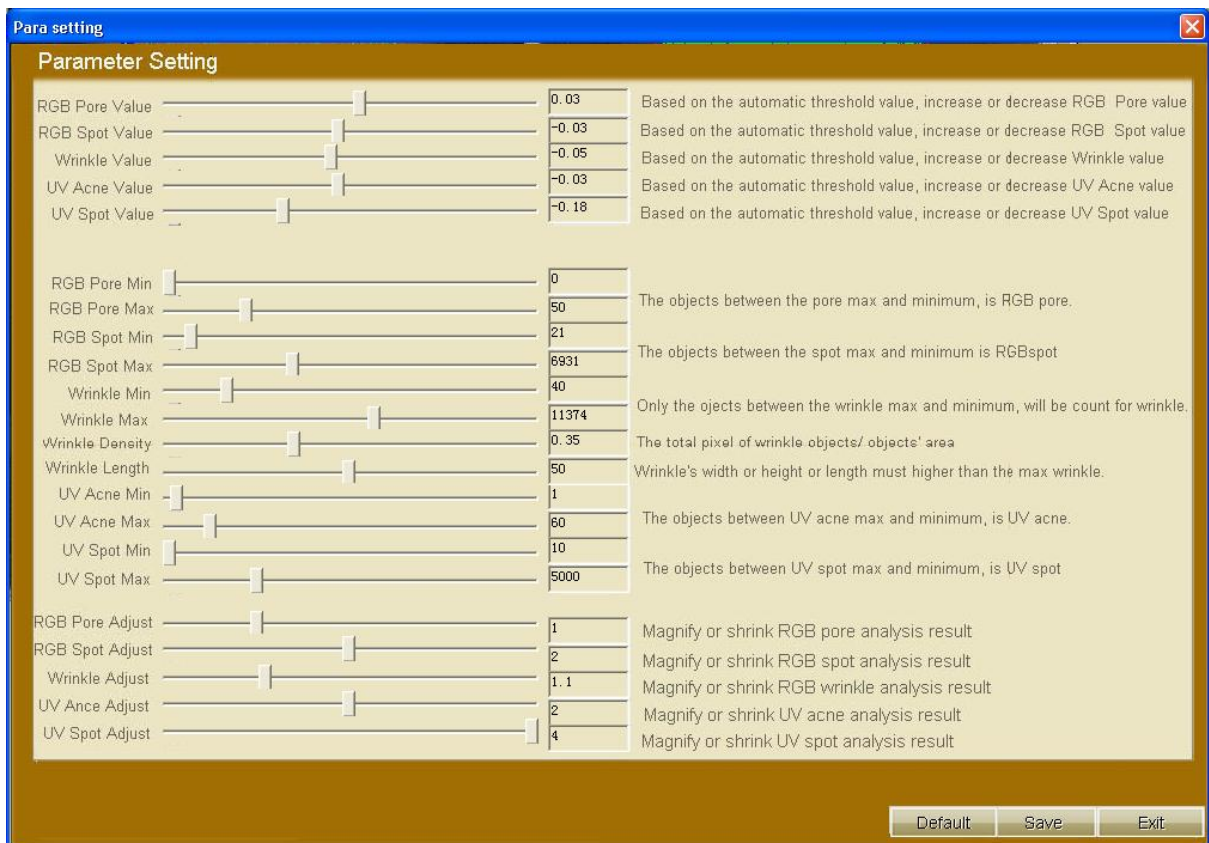 Para setting
Parameter Setting
RGB Pore Value 0.03 Based on the automatic threshold value, increase or decrease RGB Pore value
RGB Spot Value -0.03 Based on the automatic threshold value, increase or decrease RGB Spot value
Wrinkle Value -0.05 Based on the automatic threshold value, increase or decrease Wrinkle value
UV Acne Value -0.03 Based on the automatic threshold value, increase or decrease UV Acne value
UV Spot Value -0.18 Based on the automatic threshold value, increase or decrease UV Spot value
RGB Pore Min 0
The objects between the pore max and minimum, is RGB pore.
RGB Pore Max 50
RGB Spot Min 21
The objects between the spot max and minimum is RGBspot
RGB Spot Max 6931
Wrinkle Min 40
Only the ojects between the wrinkle max and minimum, will be count for wrinkle.
Wrinkle Max 11374
Wrinkle Density 0.35 The total pixel of wrinkle objects/ objects' area
Wrinkle Length 50 Wrinkle's width or height or length must higher than the max wrinkle.
UV Acne Min 1
The objects between UV acne max and minimum, is UV acne.
UV Acne Max 60
UV Spot Min 10
The objects between UV spot max and minimum, is UV spot
UV Spot Max 5000
RGB Pore Adjust 1 Magnify or shrink RGB pore analysis result
RGB Spot Adjust 2 Magnify or shrink RGB spot analysis result
Wrinkle Adjust 1.1 Magnify or shrink RGB wrinkle analysis result
UV Ance Adjust 2 Magnify or shrink UV acne analysis result
UV Spot Adjust 4 Magnify or shrink UV spot analysis result
Default Save Exit